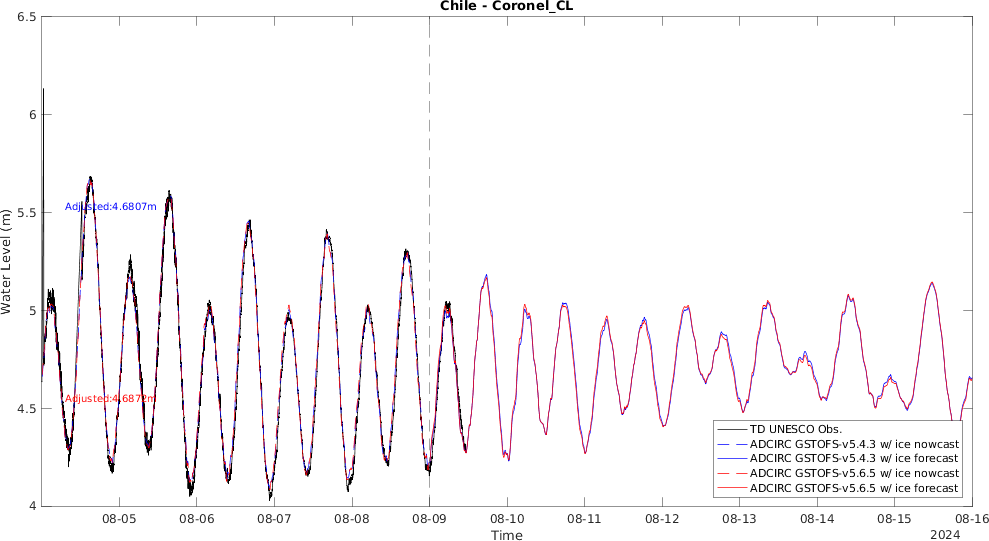 Chile - Coronel_CL
6.5
6
5.5
5
4.5
4
Water Level (m)
Adjusted:4.6807m
Adjusted:4.6872m
TD UNESCO Obs.
ADCIRC GSTOFS-v5.4.3 w/ ice nowcast
ADCIRC GSTOFS-v5.4.3 w/ ice forecast
ADCIRC GSTOFS-v5.6.5 w/ ice nowcast
ADCIRC GSTOFS-v5.6.5 w/ ice forecast
08-05 08-06 08-07 08-08 08-09 08-10 08-11 08-12 08-13 08-14 08-15 08-16
Time
2024